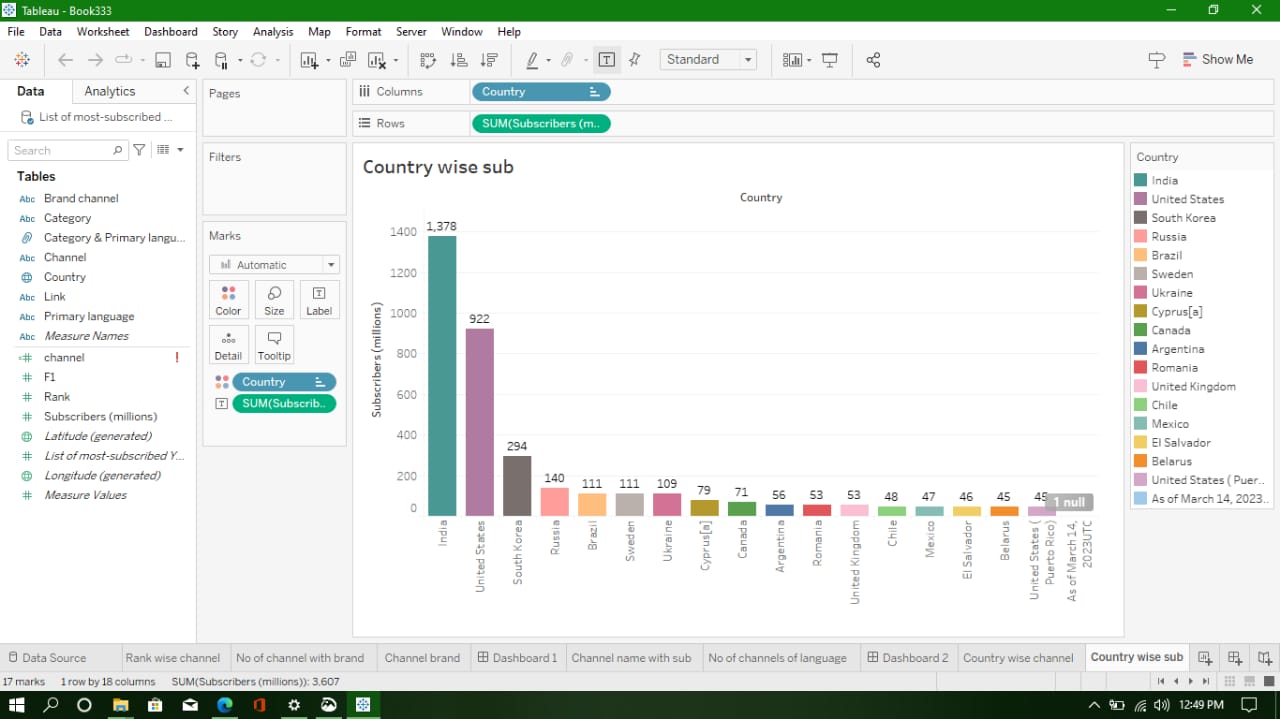 Tableau - Book333
File Data Worksheet Dashboard Story Analysis Map Format Server Window Help
Standard
Show Me
Data Analytics
List of most-subscribed ...
Search
Tables
Abc Brand channel
Abc Category
Category & Primary langu...
Abc Channel
Country
Abc Link
Abc Primary language
Abc Measure Names
channel !
F1
Rank
Subscribers (millions)
Latitude (generated)
List of most-subscribed Y...
Longitude (generated)
Measure Values
Pages
Filters
Marks
Automatic
Color Size Label
Detail Tooltip
Country
SUM(Subscrib..
Columns Country
Rows SUM(Subscribers (m..
Country wise sub
Country
Subscribers (millions)
1400
1200
1000
800
600
400
200
0
1,378
922
294
140
111
111
109
79
71
56
53
53
48
47
46
45
45
1 null
India
United States
South Korea
Russia
Brazil
Sweden
Ukraine
Cyprus[a]
Canada
Argentina
Romania
United Kingdom
Chile
Mexico
El Salvador
Belarus
United States (
Puerto Rico)
As of March 14,
2023UTC
Country
India
United States
South Korea
Russia
Brazil
Sweden
Ukraine
Cyprus[a]
Canada
Argentina
Romania
United Kingdom
Chile
Mexico
El Salvador
Belarus
United States ( Puer..
As of March 14, 2023..
Data Source Rank wise channel No of channel with brand Channel brand Dashboard 1 Channel name with sub No of channels of language Dashboard 2 Country wise channel Country wise sub
17 marks 1 row by 18 columns SUM(Subscribers (millions)): 3,607
12:49 PM